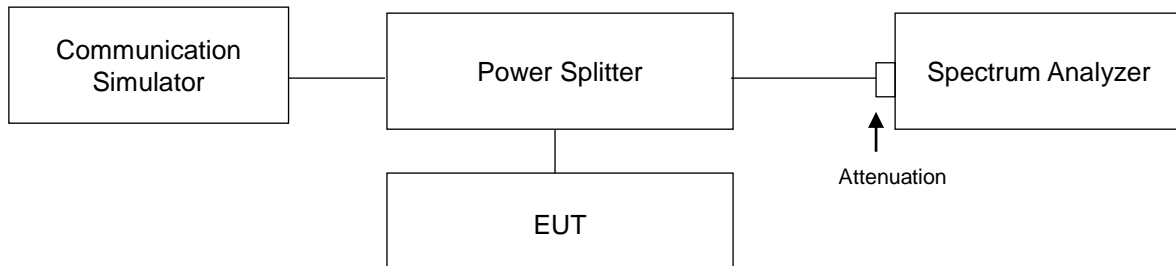 Communication
Simulator
Power Splitter
Spectrum Analyzer
Attenuation
EUT